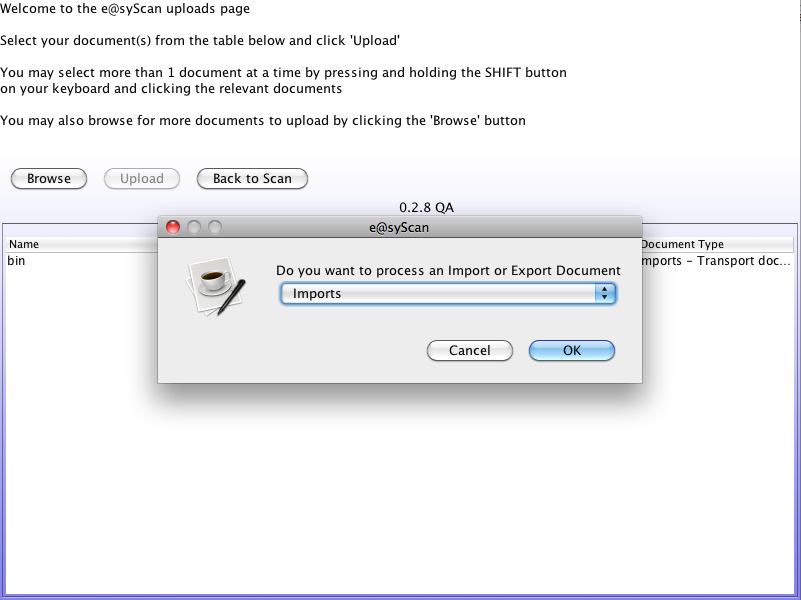 Welcome to the e@syScan uploads page
Select your document(s) from the table below and click 'Upload'
You may select more than 1 document at a time by pressing and holding the SHIFT button
on your keyboard and clicking the relevant documents
You may also browse for more documents to upload by clicking the 'Browse' button
Browse Upload Back to Scan
0.2.8 QA
e@syScan
Name Document Type
bin mports - Transport doc...
Do you want to process an Import or Export Document
Imports
Cancel OK